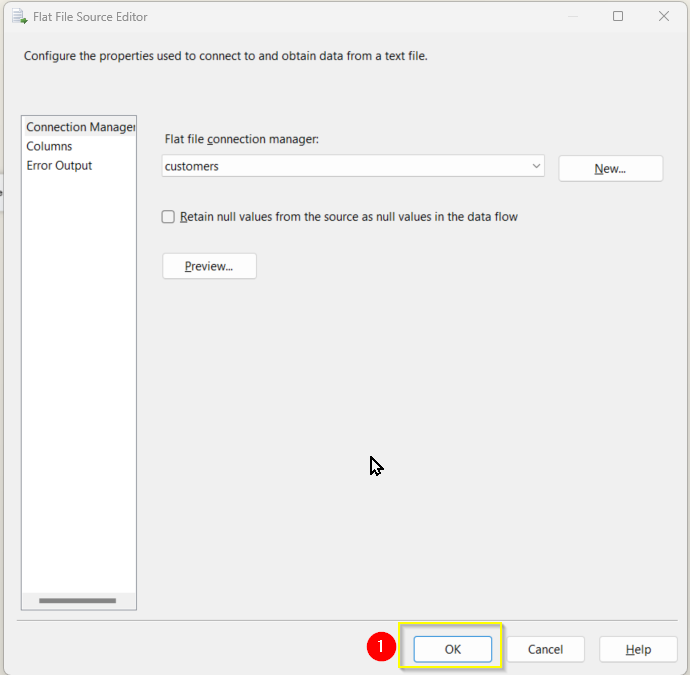 Flat File Source Editor
Configure the properties used to connect to and obtain data from a text file.
Connection Manager
Columns
Error Output
Flat file connection manager:
customers
New...
Retain null values from the source as null values in the data flow
Preview...
1
OK
Cancel
Help